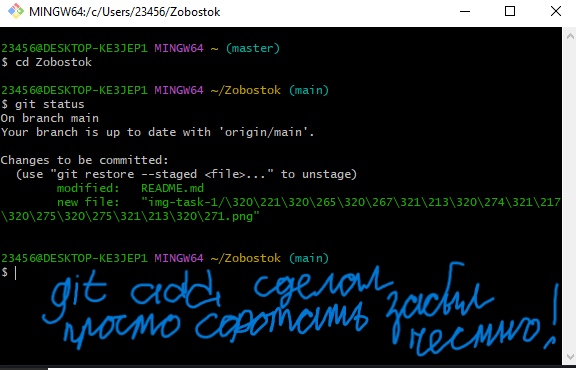 MINGW64:/c/Users/23456/Zobostok
23456@DESKTOP-KE3JEP1 MINGW64 ~ (master)
$ cd Zobostok
23456@DESKTOP-KE3JEP1 MINGW64 ~/Zobostok (main)
$ git status
On branch main
Your branch is up to date with 'origin/main'.
Changes to be committed:
(use "git restore --staged <file>..." to unstage)
modified: README.md
new file: "img-task-1/\320\221\320\265\320\267\321\213\320\274\321\217
\320\275\320\275\321\213\320\271.png"
23456@DESKTOP-KE3JEP1 MINGW64 ~/Zobostok (main)
$
git add, сделал забыл
просто честно!